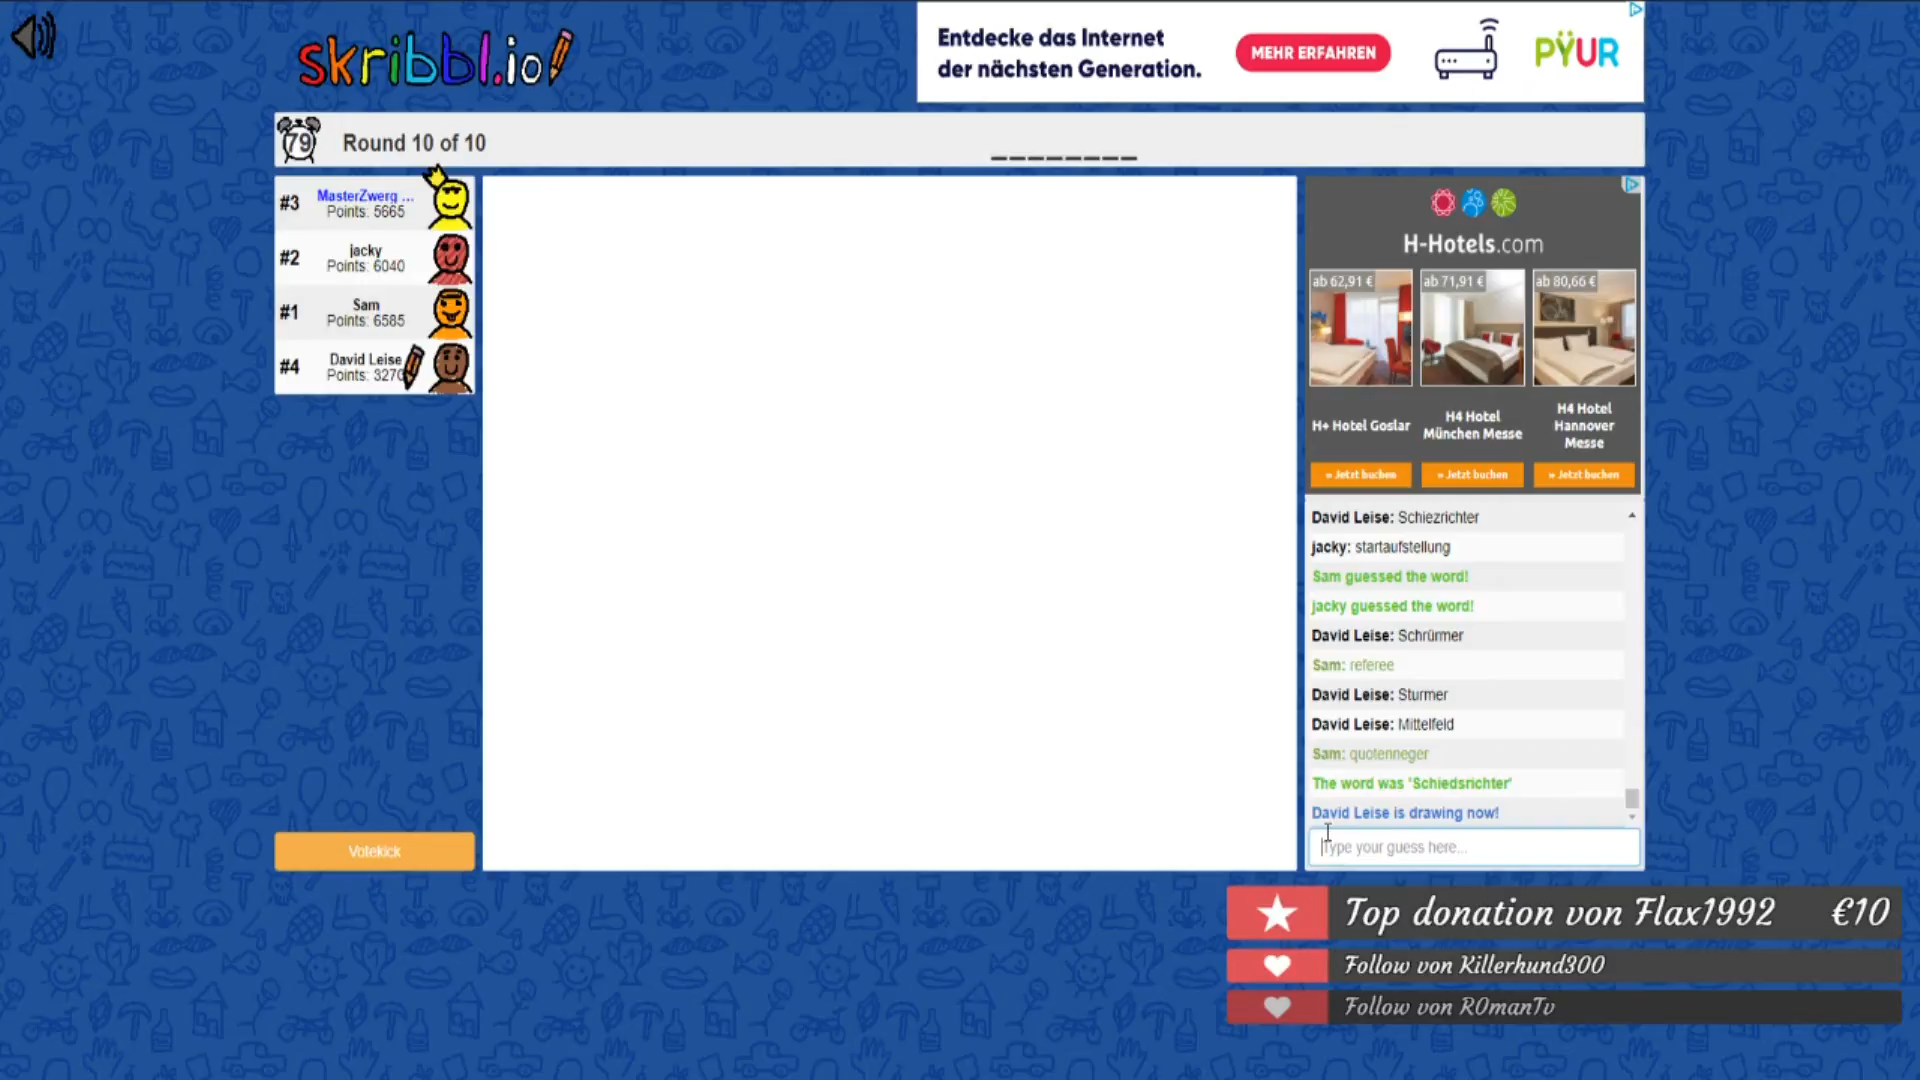 skribbl.io
Entdecke das Internet
der nächsten Generation.
MEHR ERFAHREN
PŸUR
79
Round 10 of 10
________
#3
MasterZwerg ...
Points: 5665
#2
jacky
Points: 6040
#1
Sam
Points: 6585
#4
David Leise
Points: 3270
Votekick
H-Hotels.com
ab 62,91 €
ab 71,91 €
ab 80,66 €
H+ Hotel Goslar
H4 Hotel
München Messe
H4 Hotel
Hannover
Messe
» Jetzt buchen
» Jetzt buchen
» Jetzt buchen
David Leise: Schiezrichter
jacky: startaufstellung
Sam guessed the word!
jacky guessed the word!
David Leise: Schrürmer
Sam: referee
David Leise: Sturmer
David Leise: Mittelfeld
Sam: quotenneger
The word was 'Schiedsrichter'
David Leise is drawing now!
Type your guess here...
Top donation von Flax1992 €10
Follow von Killerhund300
Follow von R0manTv